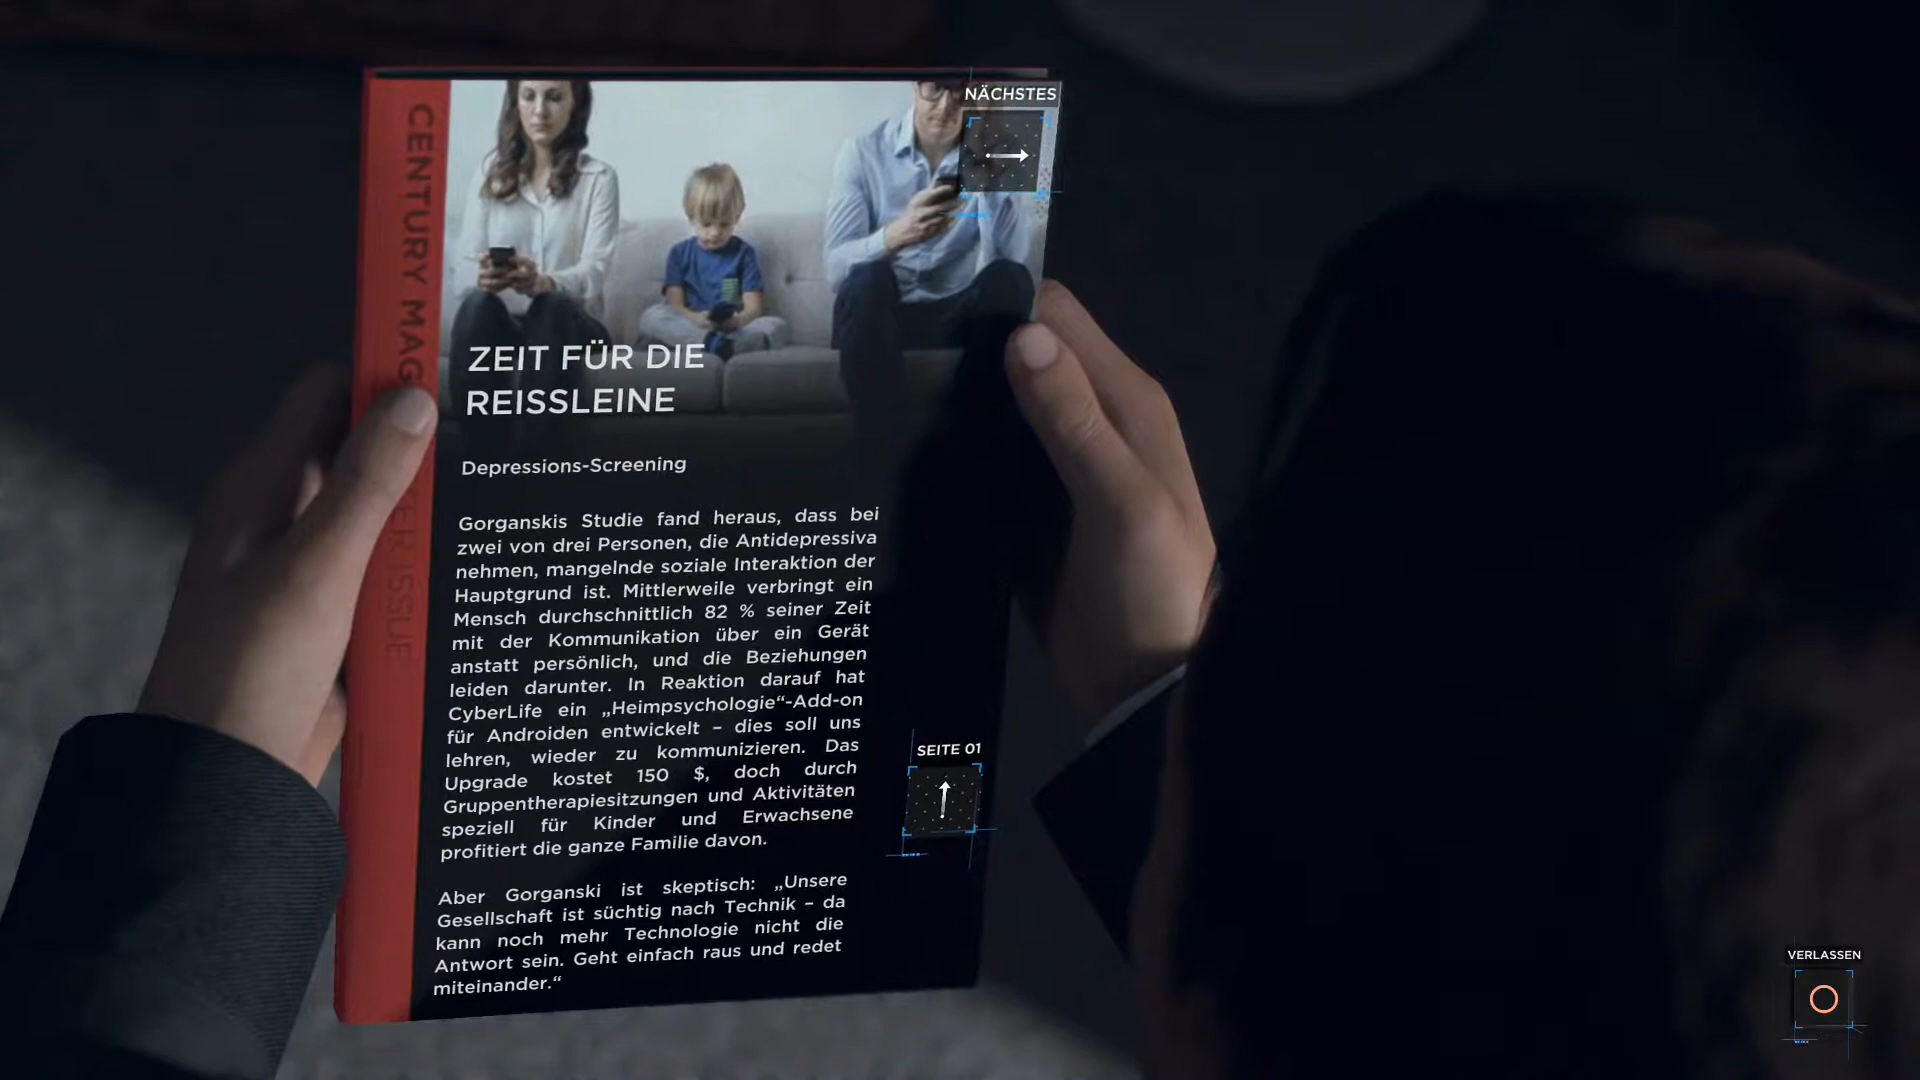 NÄCHSTES
CENTURY MAG
ER ISSUE
ZEIT FÜR DIE
REISSLEINE
Depressions-Screening
Gorganskis Studie fand heraus, dass bei
zwei von drei Personen, die Antidepressiva
nehmen, mangelnde soziale Interaktion der
Hauptgrund ist. Mittlerweile verbringt ein
Mensch durchschnittlich 82 % seiner Zeit
mit der Kommunikation über ein Gerät
anstatt persönlich, und die Beziehungen
leiden darunter. In Reaktion darauf hat
CyberLife ein „Heimpsychologie“-Add-on
für Androiden entwickelt – dies soll uns
lehren, wieder zu kommunizieren. Das
Upgrade kostet 150 $, doch durch
Gruppentherapiesitzungen und Aktivitäten
speziell für Kinder und Erwachsene
profitiert die ganze Familie davon.
Aber Gorganski ist skeptisch: „Unsere
Gesellschaft ist süchtig nach Technik – da
kann noch mehr Technologie nicht die
Antwort sein. Geht einfach raus und redet
miteinander.“
SEITE 01
VERLASSEN